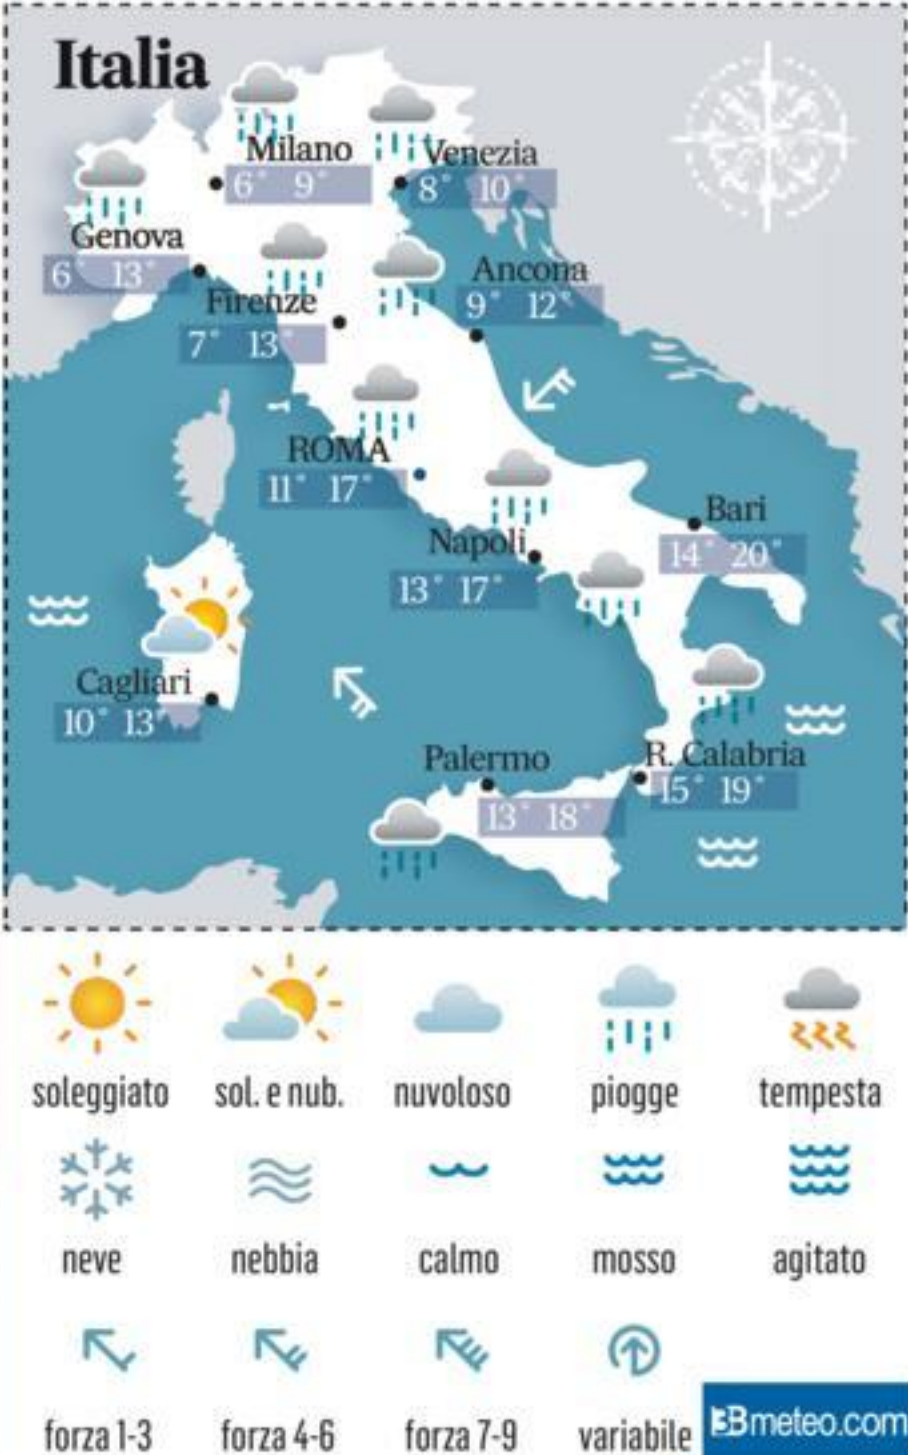 Italia
Milano
6° 9°
Venezia
8° 10°
Genova
6° 13°
Ancona
9° 12°
Firenze
7° 13°
ROMA
11° 17°
Bari
14° 20°
Napoli
13° 17°
Cagliari
10° 13°
Palermo
13° 18°
R. Calabria
15° 19°
soleggiato sol. e nub. nuvoloso piogge tempesta
neve nebbia calmo mosso agitato
forza 1-3 forza 4-6 forza 7-9 variabile
3Bmeteo.com